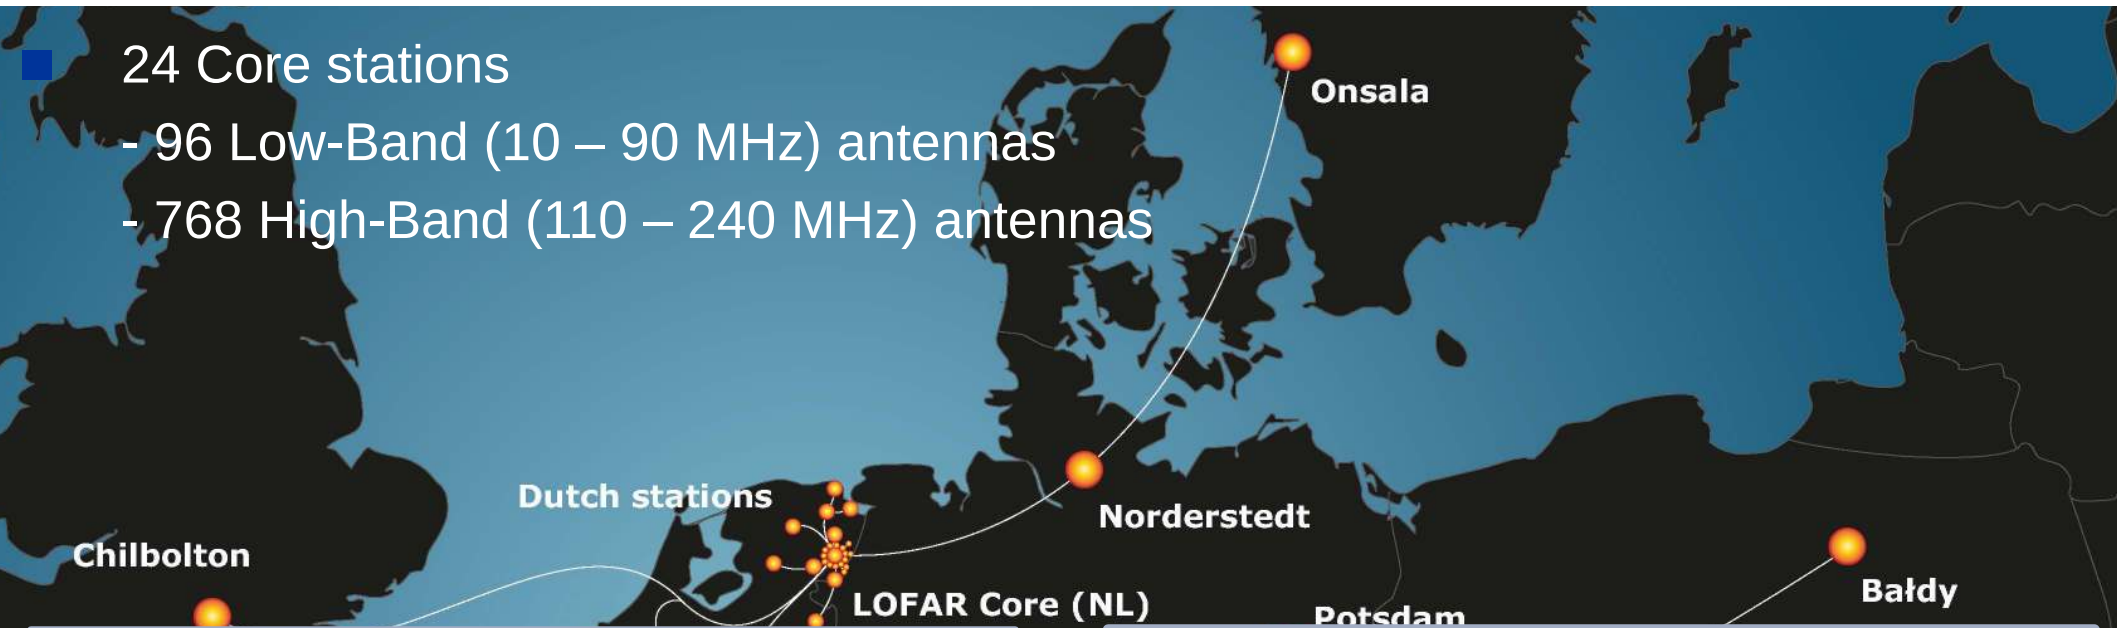 24 Core stations
- 96 Low-Band (10 – 90 MHz) antennas
- 768 High-Band (110 – 240 MHz) antennas
Onsala
Dutch stations
Norderstedt
Chilbolton
LOFAR Core (NL)
Potsdam
Bałdy